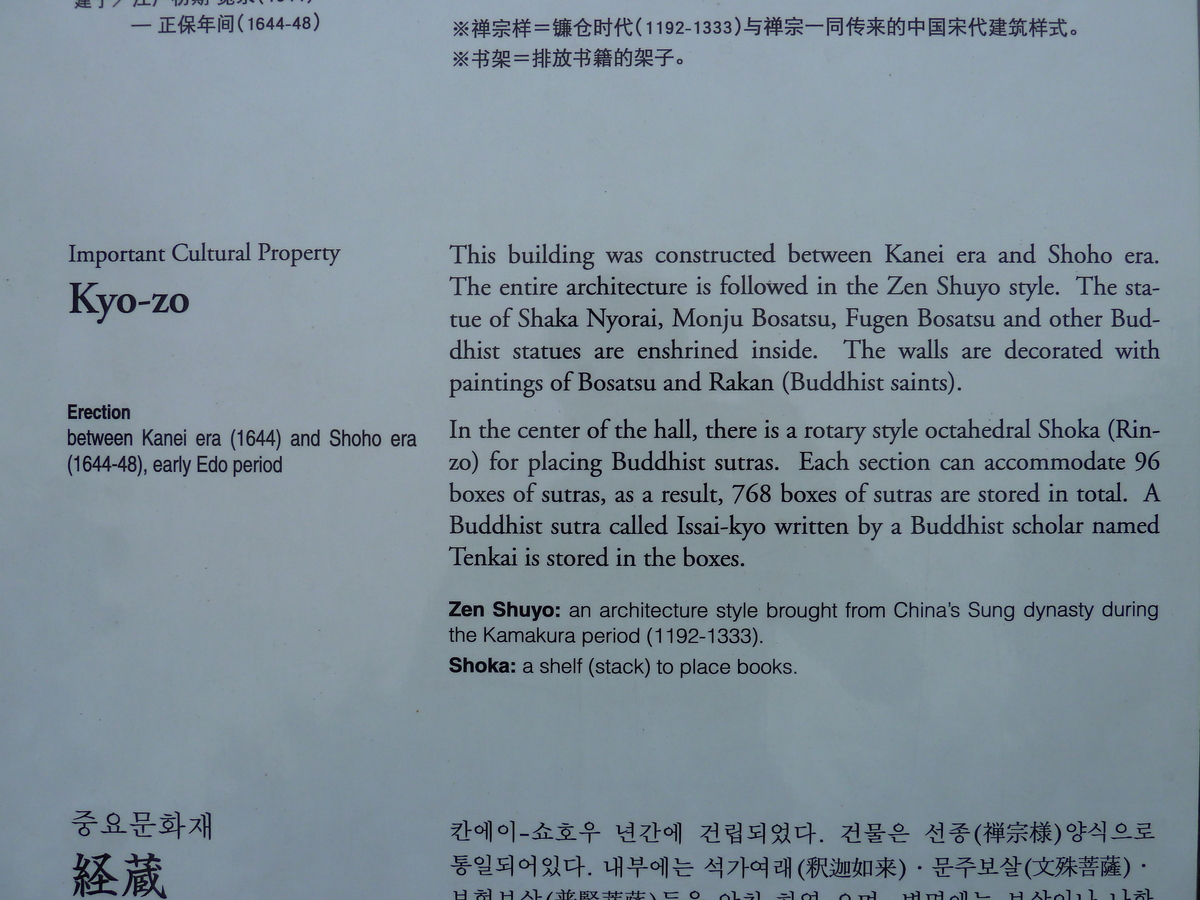 — 正保年间(1644-48)
※禅宗样＝镰仓时代(1192-1333)与禅宗一同传来的中国宋代建筑样式。
※书架＝排放书籍的架子。
Important Cultural Property
Kyo-zo
Erection
between Kanei era (1644) and Shoho era
(1644-48), early Edo period
This building was constructed between Kanei era and Shoho era.
The entire architecture is followed in the Zen Shuyo style. The sta-
tue of Shaka Nyorai, Monju Bosatsu, Fugen Bosatsu and other Bud-
dhist statues are enshrined inside. The walls are decorated with
paintings of Bosatsu and Rakan (Buddhist saints).
In the center of the hall, there is a rotary style octahedral Shoka (Rin-
zo) for placing Buddhist sutras. Each section can accommodate 96
boxes of sutras, as a result, 768 boxes of sutras are stored in total. A
Buddhist sutra called Issai-kyo written by a Buddhist scholar named
Tenkai is stored in the boxes.
Zen Shuyo: an architecture style brought from China's Sung dynasty during
the Kamakura period (1192-1333).
Shoka: a shelf (stack) to place books.
중요문화재
経蔵
칸에이-쇼호우 년간에 건립되었다. 건물은 선종(禅宗様)양식으로
통일되어있다. 내부에는 석가여래(釈迦如来)・문주보살(文殊菩薩)・